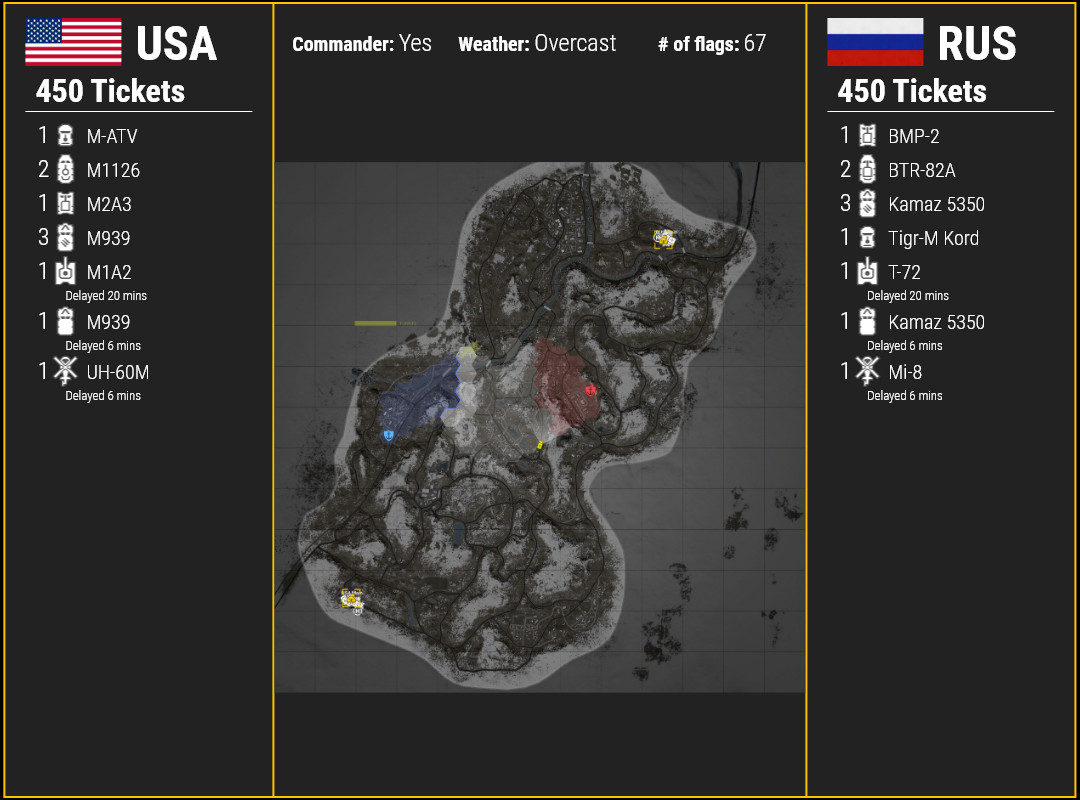 USA
450 Tickets
1 M-ATV
2 M1126
1 M2A3
3 M939
1 M1A2
Delayed 20 mins
1 M939
Delayed 6 mins
1 UH-60M
Delayed 6 mins
Commander: Yes Weather: Overcast # of flags: 67
RUS
450 Tickets
1 BMP-2
2 BTR-82A
3 Kamaz 5350
1 Tigr-M Kord
1 T-72
Delayed 20 mins
1 Kamaz 5350
Delayed 6 mins
1 Mi-8
Delayed 6 mins